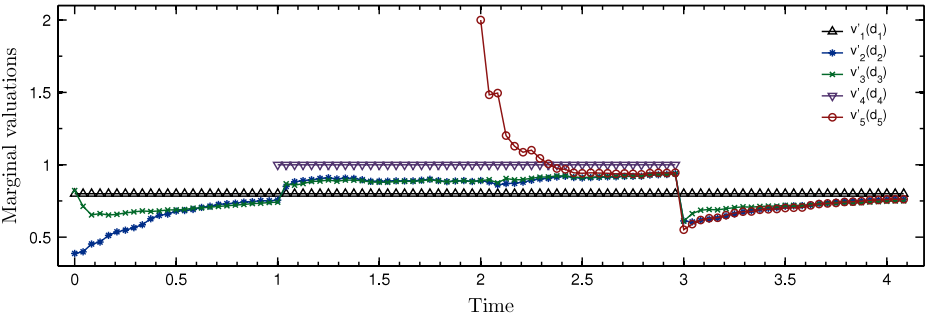 2
1.5
1
0.5
Marginal valuations
v'1(d1)
v'2(d2)
v'3(d3)
v'4(d4)
v'5(d5)
0 0.5 1 1.5 2 2.5 3 3.5 4
Time